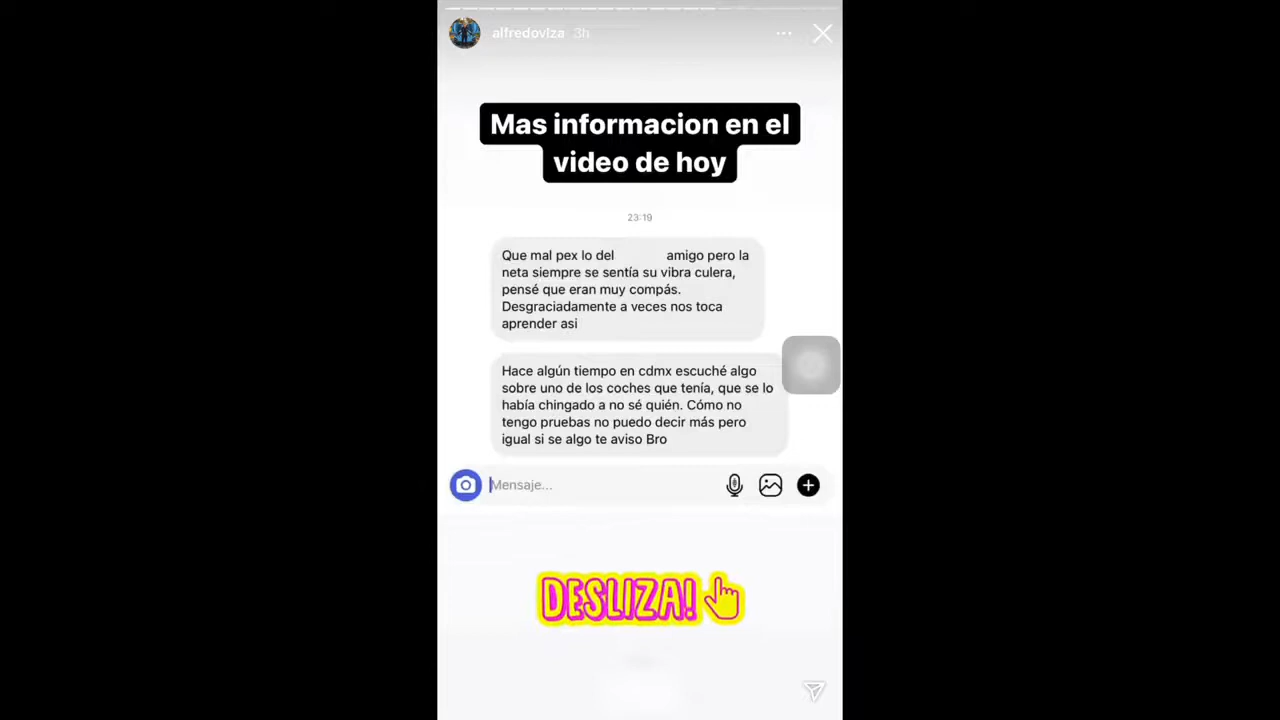 alfredovlza 3h
Mas informacion en el
video de hoy
23:19
Que mal pex lo del amigo pero la
neta siempre se sentía su vibra culera,
pensé que eran muy compás.
Desgraciadamente a veces nos toca
aprender asi
Hace algún tiempo en cdmx escuché algo
sobre uno de los coches que tenía, que se lo
había chingado a no sé quién. Cómo no
tengo pruebas no puedo decir más pero
igual si se algo te aviso Bro
Mensaje...
DESLIZA!